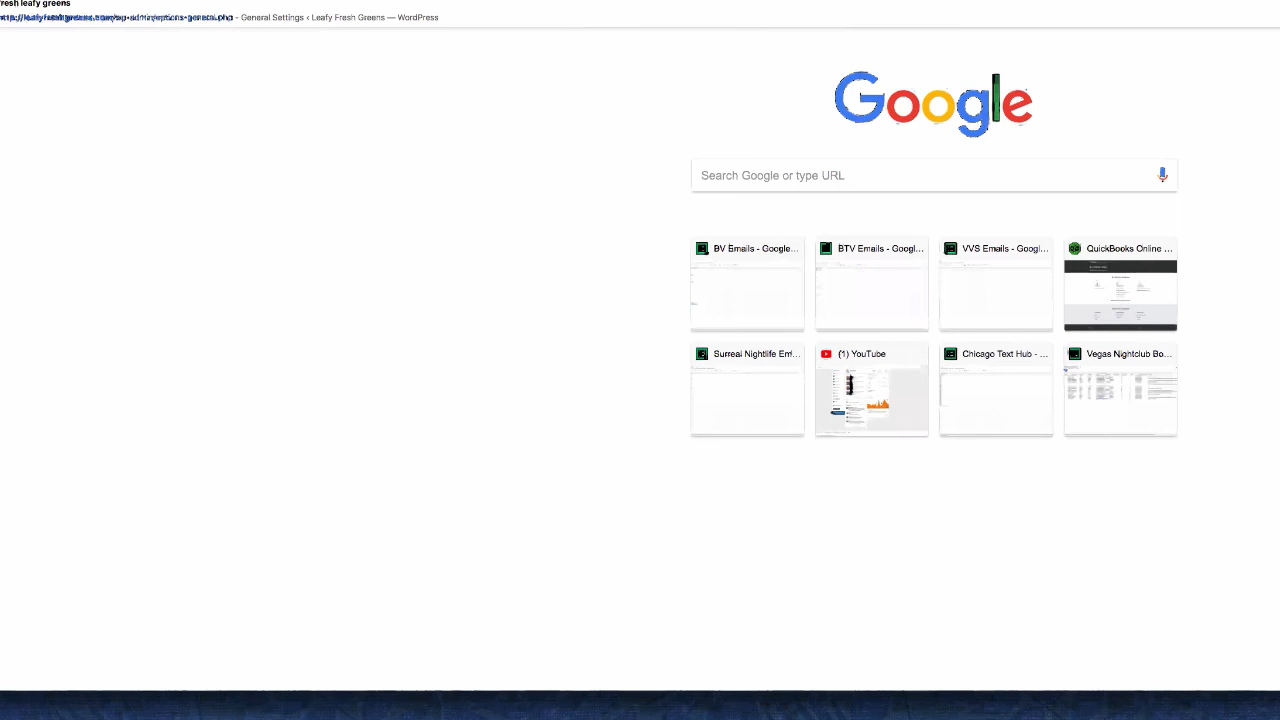 fresh leafy greens
- General Settings ‹ Leafy Fresh Greens — WordPress
Google
Search Google or type URL
BV Emails - Google...
BTV Emails - Googl...
VVS Emails - Googl...
QuickBooks Online ...
Surreal Nightlife Em...
(1) YouTube
Chicago Text Hub - ...
Vegas Nightclub Bo...